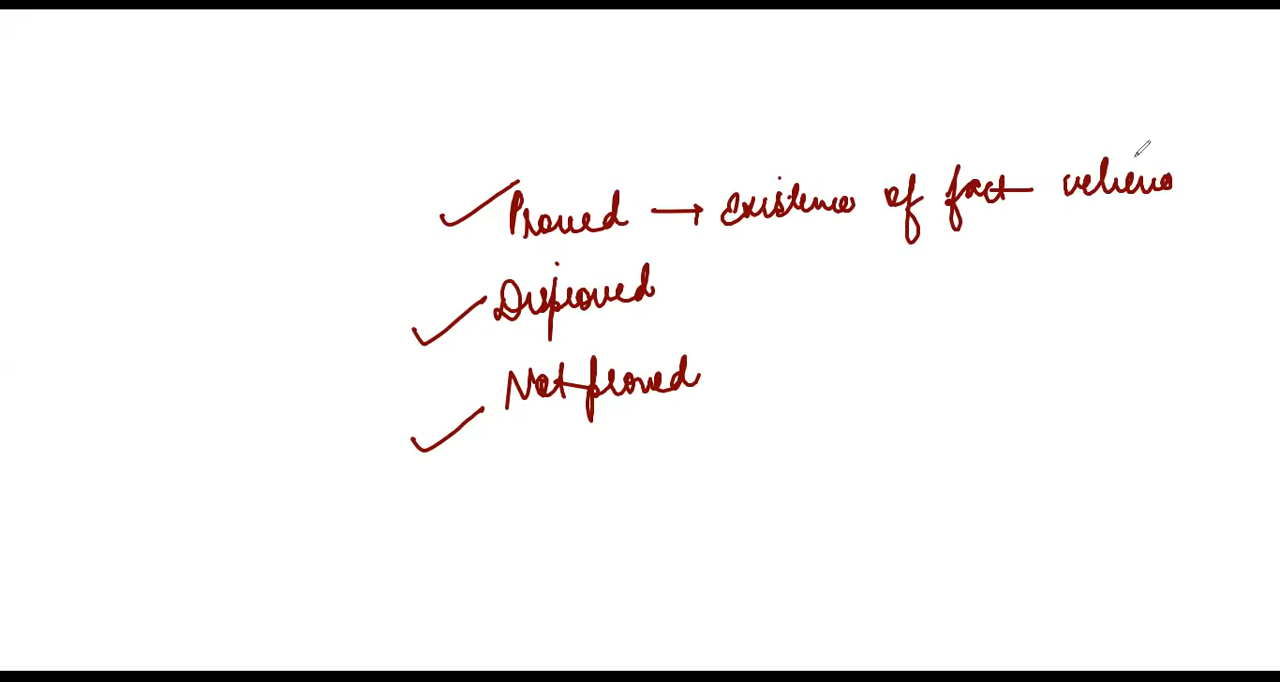 ✓ Proved → existence of fact
✓ Disproved
✓ Not proved